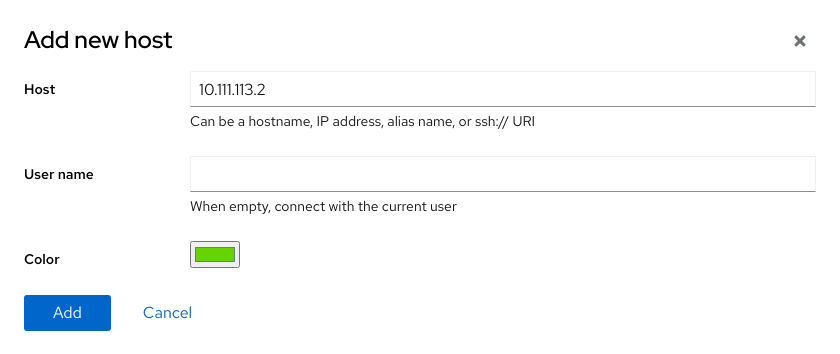 Add new host
Host
10.111.113.2
Can be a hostname, IP address, alias name, or ssh:// URI
User name
When empty, connect with the current user
Color
Add
Cancel